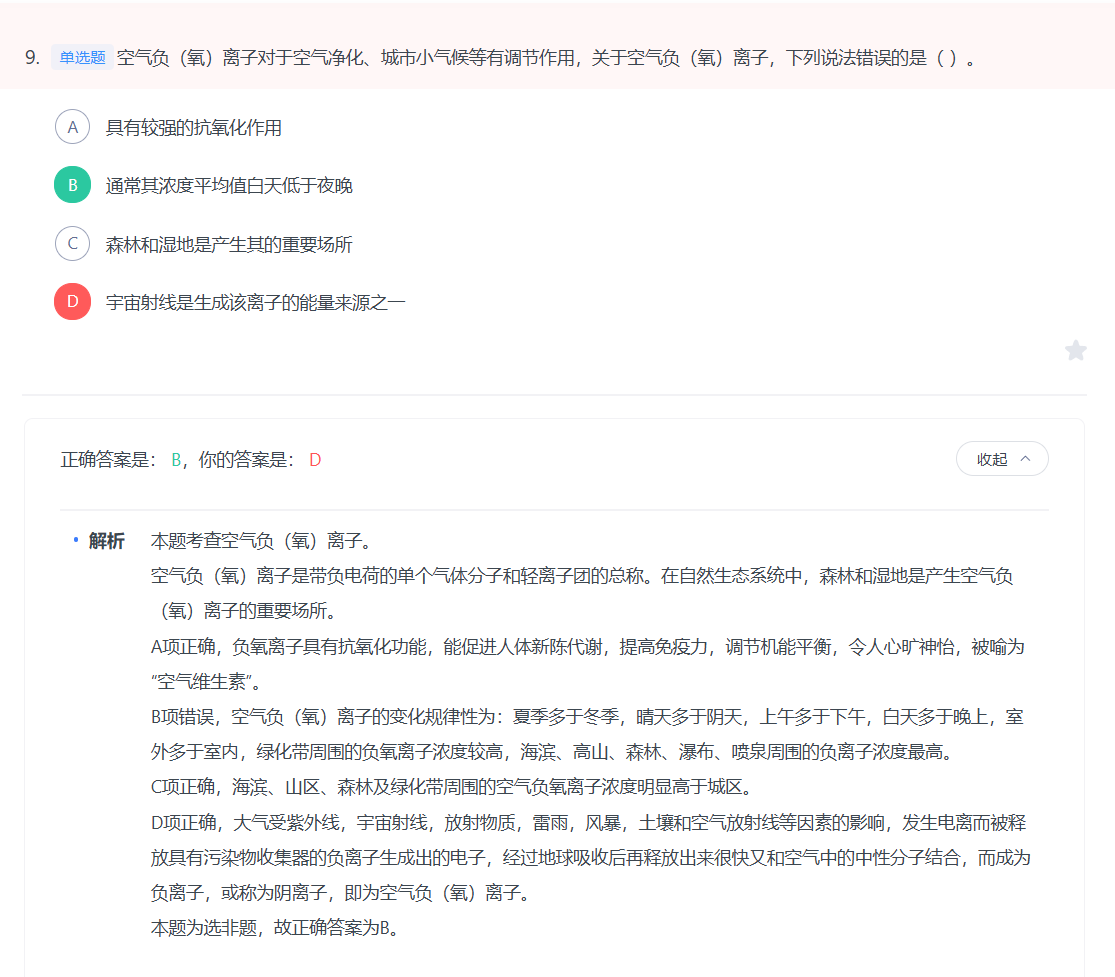 9. 单选题 空气负（氧）离子对于空气净化、城市小气候等有调节作用，关于空气负（氧）离子，下列说法错误的是（ ）。
A 具有较强的抗氧化作用
B 通常其浓度平均值白天低于夜晚
C 森林和湿地是产生其的重要场所
D 宇宙射线是生成该离子的能量来源之一
正确答案是： B，你的答案是： D
收起
解析 本题考查空气负（氧）离子。
空气负（氧）离子是带负电荷的单个气体分子和轻离子团的总称。在自然生态系统中，森林和湿地是产生空气负
（氧）离子的重要场所。
A项正确，负氧离子具有抗氧化功能，能促进人体新陈代谢，提高免疫力，调节机能平衡，令人心旷神怡，被喻为
“空气维生素”。
B项错误，空气负（氧）离子的变化规律性为：夏季多于冬季，晴天多于阴天，上午多于下午，白天多于晚上，室
外多于室内，绿化带周围的负氧离子浓度较高，海滨、高山、森林、瀑布、喷泉周围的负离子浓度最高。
C项正确，海滨、山区、森林及绿化带周围的空气负氧离子浓度明显高于城区。
D项正确，大气受紫外线，宇宙射线，放射物质，雷雨，风暴，土壤和空气放射线等因素的影响，发生电离而被释
放具有污染物收集器的负离子生成出的电子，经过地球吸收后再释放出来很快又和空气中的中性分子结合，而成为
负离子，或称为阴离子，即为空气负（氧）离子。
本题为选非题，故正确答案为B。